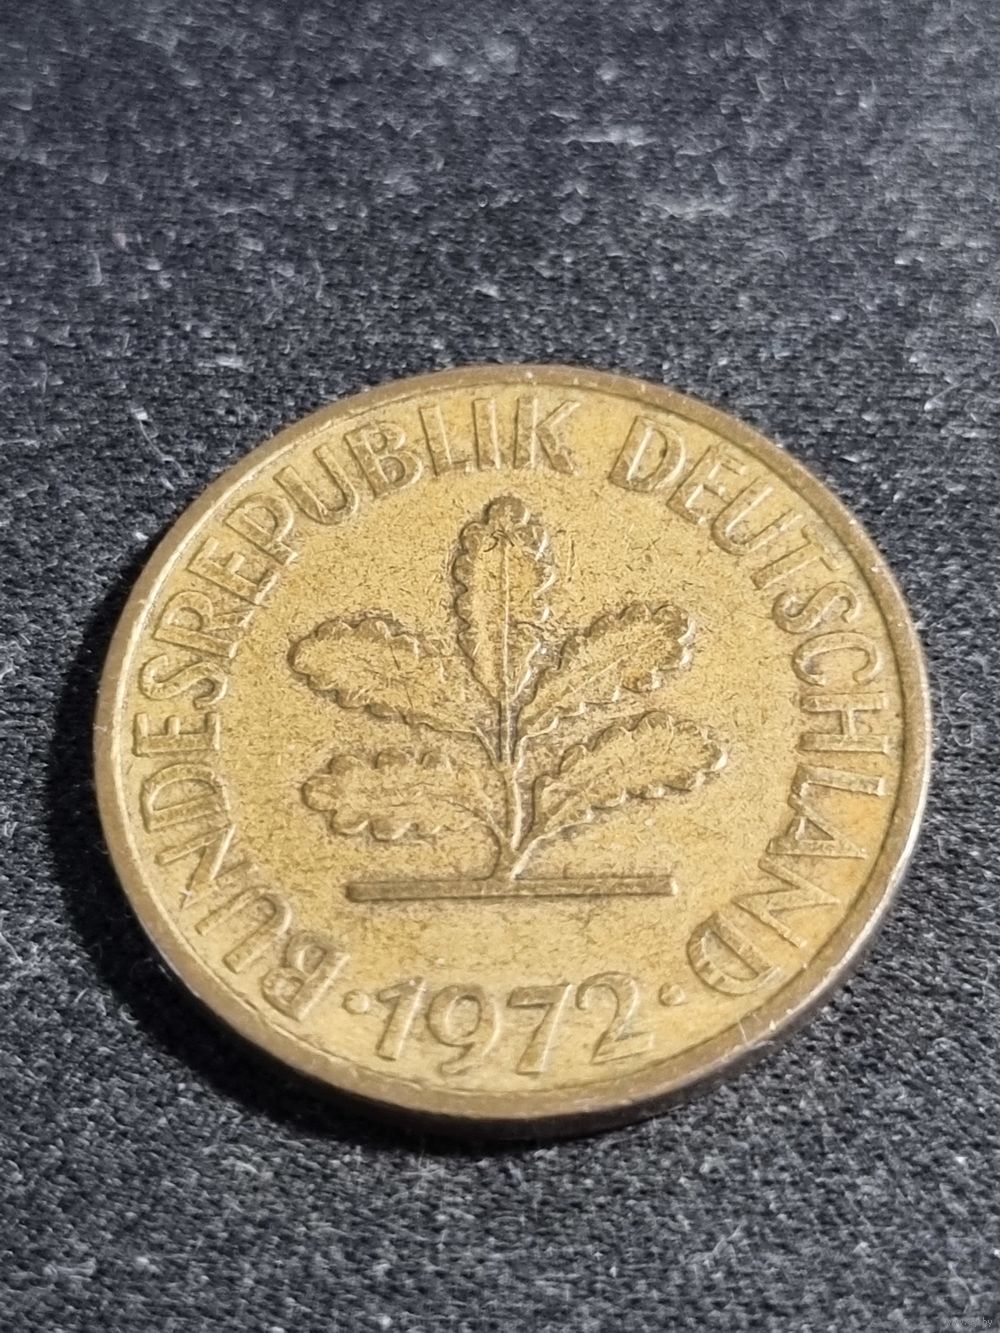 BUNDESREPUBLIK DEUTSCHLAND
· 1972 ·